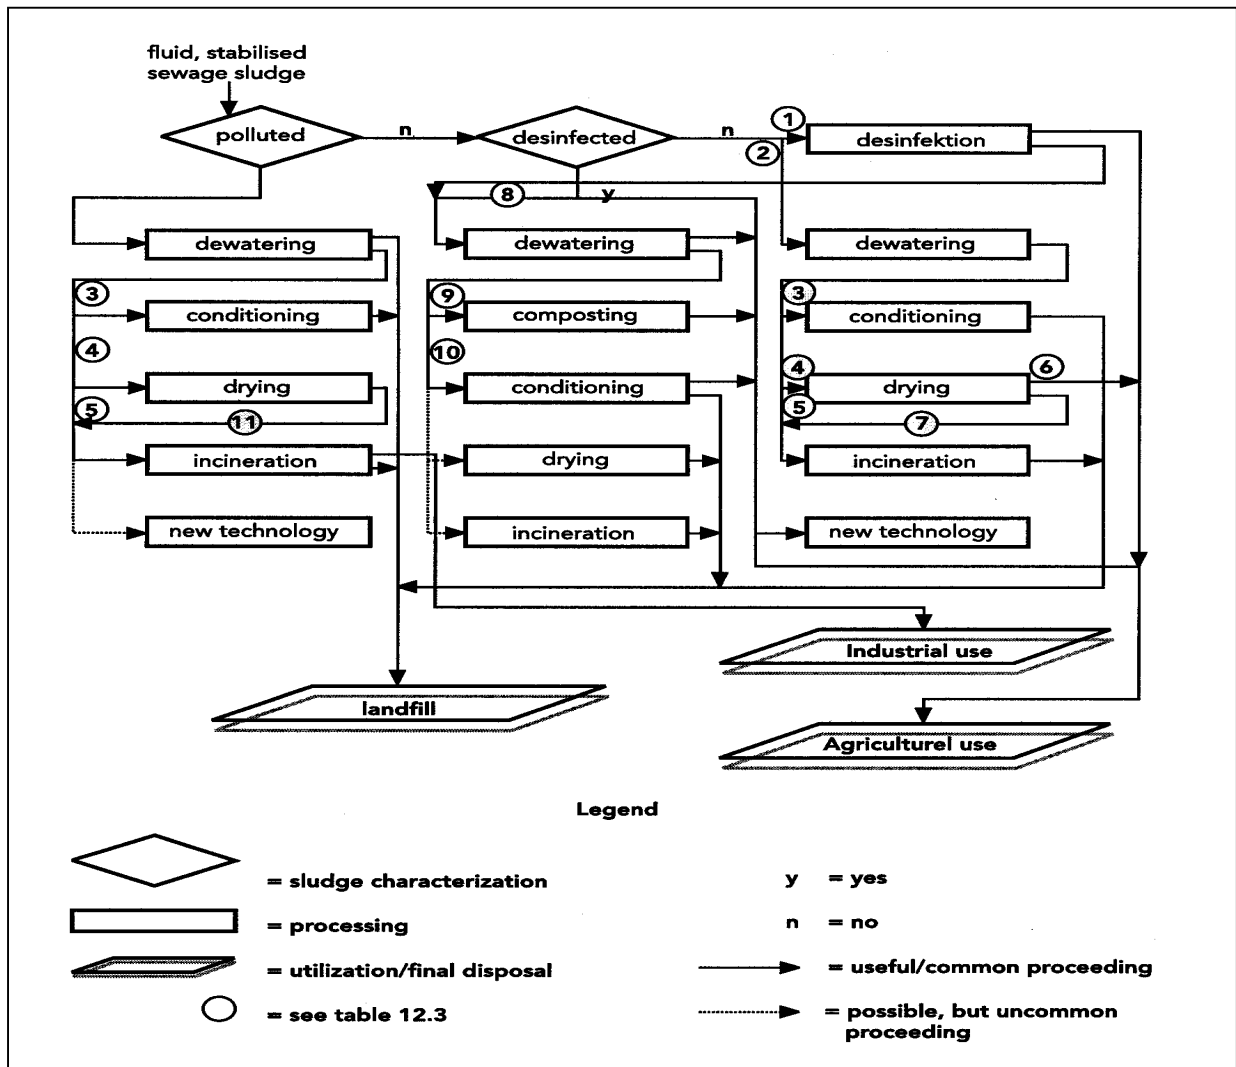 fluid, stabilised
sewage sludge
polluted
n
desinfected
n
1
desinfektion
2
8
y
dewatering
dewatering
dewatering
3
9
3
conditioning
composting
conditioning
4
10
4
6
drying
conditioning
drying
5
11
5
7
incineration
drying
incineration
new technology
incineration
new technology
Industrial use
landfill
Agriculturel use
Legend
= sludge characterization
y = yes
= processing
n = no
= utilization/final disposal
= useful/common proceeding
= see table 12.3
= possible, but uncommon
proceeding